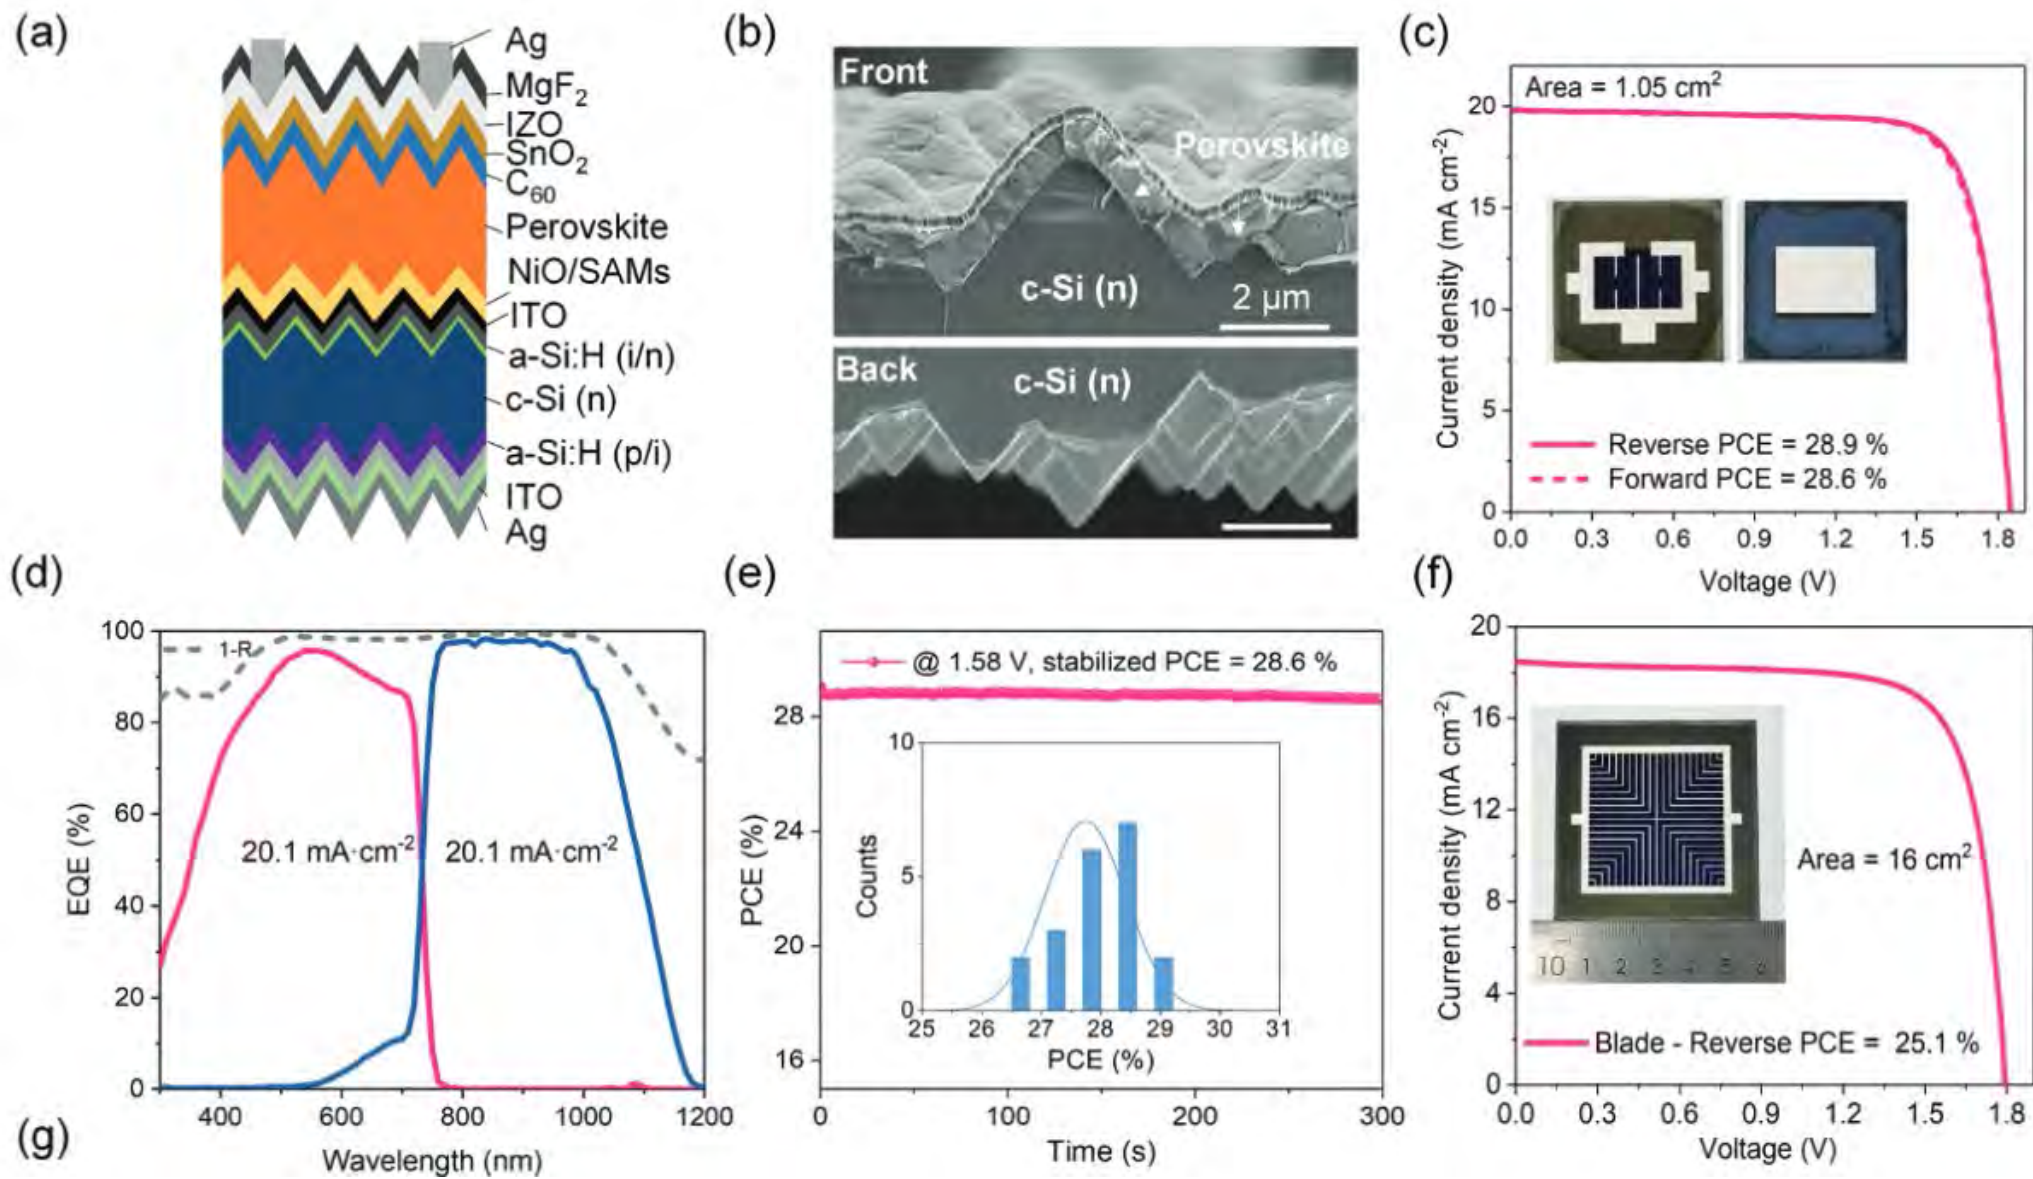 (a)
Ag
MgF₂
IZO
SnO₂
C₆₀
Perovskite
NiO/SAMs
ITO
a-Si:H (i/n)
c-Si (n)
a-Si:H (p/i)
ITO
Ag
(b)
Front
Perovskite
c-Si (n)
2 μm
Back
c-Si (n)
(c)
Area = 1.05 cm²
Current density (mA cm⁻²)
20
15
10
5
0
Reverse PCE = 28.9 %
Forward PCE = 28.6 %
0.0 0.3 0.6 0.9 1.2 1.5 1.8
Voltage (V)
(d)
EQE (%)
100
80
60
40
20
0
1-R
20.1 mA·cm⁻² 20.1 mA·cm⁻²
400 600 800 1000 1200
Wavelength (nm)
(e)
PCE (%)
28
24
20
16
@ 1.58 V, stabilized PCE = 28.6 %
Counts
10
5
0
25 26 27 28 29 30 31
PCE (%)
0 100 200 300
Time (s)
(f)
Current density (mA cm⁻²)
20
16
12
8
4
0
Area = 16 cm²
10 1 2 3 4 5 6
Blade - Reverse PCE = 25.1 %
0.0 0.3 0.6 0.9 1.2 1.5 1.8
Voltage (V)
(g)